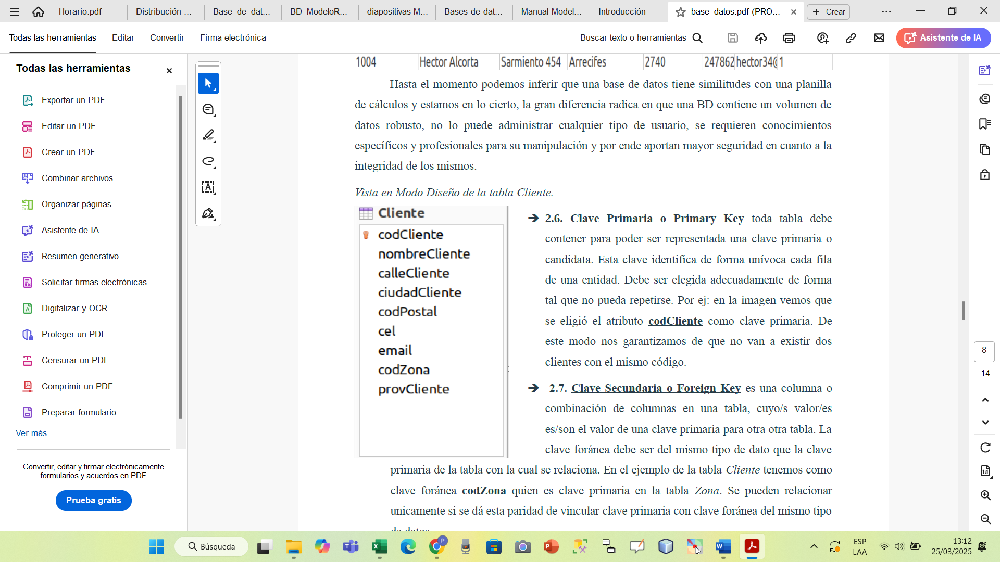 Horario.pdf
Distribución ...
Base_de_dat...
BD_ModeloR...
diapositivas M...
Bases-de-dat...
Manual-Model...
Introducción
base_datos.pdf (PRO...
Crear
Todas las herramientas
Editar
Convertir
Firma electrónica
Buscar texto o herramientas
Asistente de IA
Todas las herramientas
Exportar un PDF
Editar un PDF
Crear un PDF
Combinar archivos
Organizar páginas
Asistente de IA
Resumen generativo
Solicitar firmas electrónicas
Digitalizar y OCR
Proteger un PDF
Censurar un PDF
Comprimir un PDF
Preparar formulario
Ver más
Convertir, editar y firmar electrónicamente
formularios y acuerdos en PDF
Prueba gratis
1004 Hector Alcorta Sarmiento 454 Arrecifes 2740 247862 hector34@ 1
Hasta el momento podemos inferir que una base de datos tiene similitudes con una planilla
de cálculos y estamos en lo cierto, la gran diferencia radica en que una BD contiene un volumen de
datos robusto, no lo puede administrar cualquier tipo de usuario, se requieren conocimientos
específicos y profesionales para su manipulación y por ende aportan mayor seguridad en cuanto a la
integridad de los mismos.
Vista en Modo Diseño de la tabla Cliente.
Cliente
codCliente
nombreCliente
calleCliente
ciudadCliente
codPostal
cel
email
codZona
provCliente
➔ 2.6. Clave Primaria o Primary Key toda tabla debe
contener para poder ser representada una clave primaria o
candidata. Esta clave identifica de forma unívoca cada fila
de una entidad. Debe ser elegida adecuadamente de forma
tal que no pueda repetirse. Por ej: en la imagen vemos que
se eligió el atributo codCliente como clave primaria. De
este modo nos garantizamos de que no van a existir dos
clientes con el mismo código.
➔ 2.7. Clave Secundaria o Foreign Key es una columna o
combinación de columnas en una tabla, cuyo/s valor/es
es/son el valor de una clave primaria para otra otra tabla. La
clave foránea debe ser del mismo tipo de dato que la clave
primaria de la tabla con la cual se relaciona. En el ejemplo de la tabla Cliente tenemos como
clave foránea codZona quien es clave primaria en la tabla Zona. Se pueden relacionar
unicamente si se dá esta paridad de vincular clave primaria con clave foránea del mismo tipo
de datos
8
14
Búsqueda
ESP
LAA
13:12
25/03/2025